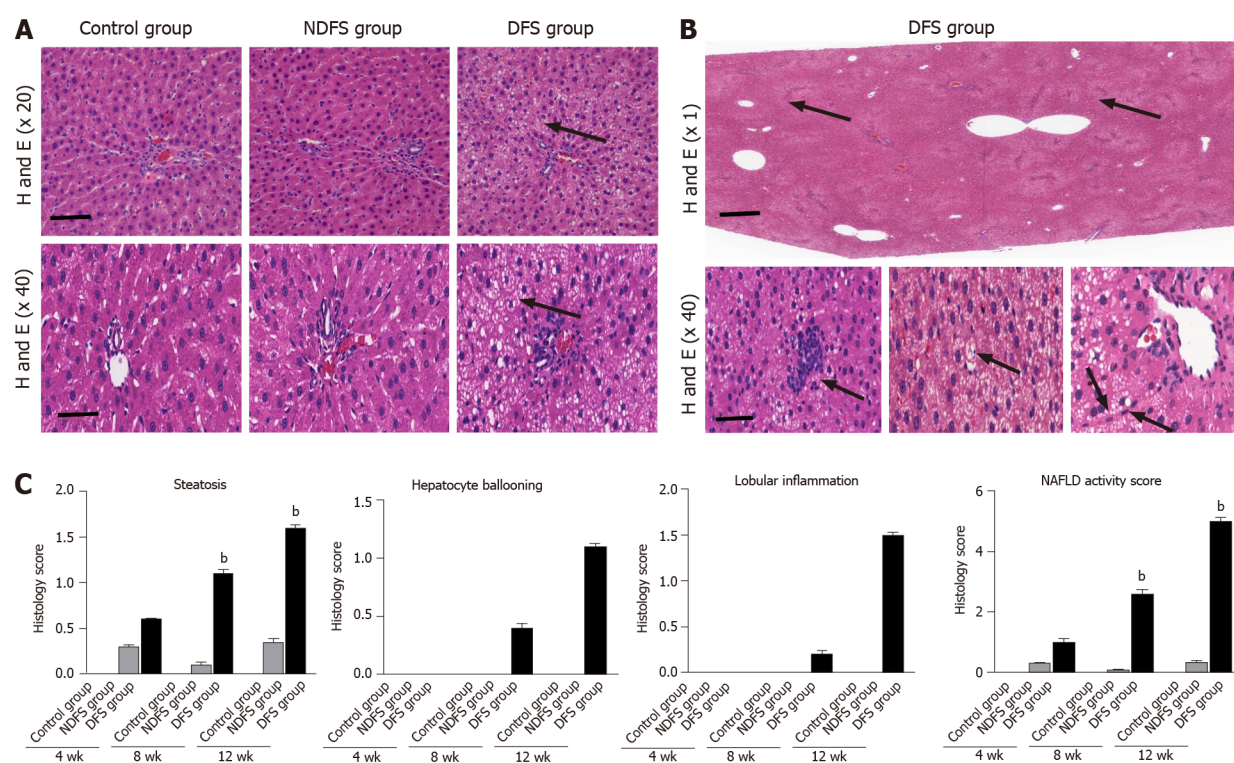 A
Control group
NDFS group
DFS group
H and E (x 20)
H and E (x 40)
B
DFS group
H and E (x 1)
H and E (x 40)
C
Steatosis
Histology score
2.0
1.5
1.0
0.5
0.0
b
b
Control group
NDFS group
DFS group
Control group
NDFS group
DFS group
Control group
NDFS group
DFS group
4 wk
8 wk
12 wk
Hepatocyte ballooning
Histology score
1.5
1.0
0.5
0.0
Control group
NDFS group
DFS group
Control group
NDFS group
DFS group
Control group
NDFS group
DFS group
4 wk
8 wk
12 wk
Lobular inflammation
Histology score
2.0
1.5
1.0
0.5
0.0
Control group
NDFS group
DFS group
Control group
NDFS group
DFS group
Control group
NDFS group
DFS group
4 wk
8 wk
12 wk
NAFLD activity score
Histology score
6
4
2
0
b
b
Control group
NDFS group
DFS group
Control group
NDFS group
DFS group
Control group
NDFS group
DFS group
4 wk
8 wk
12 wk